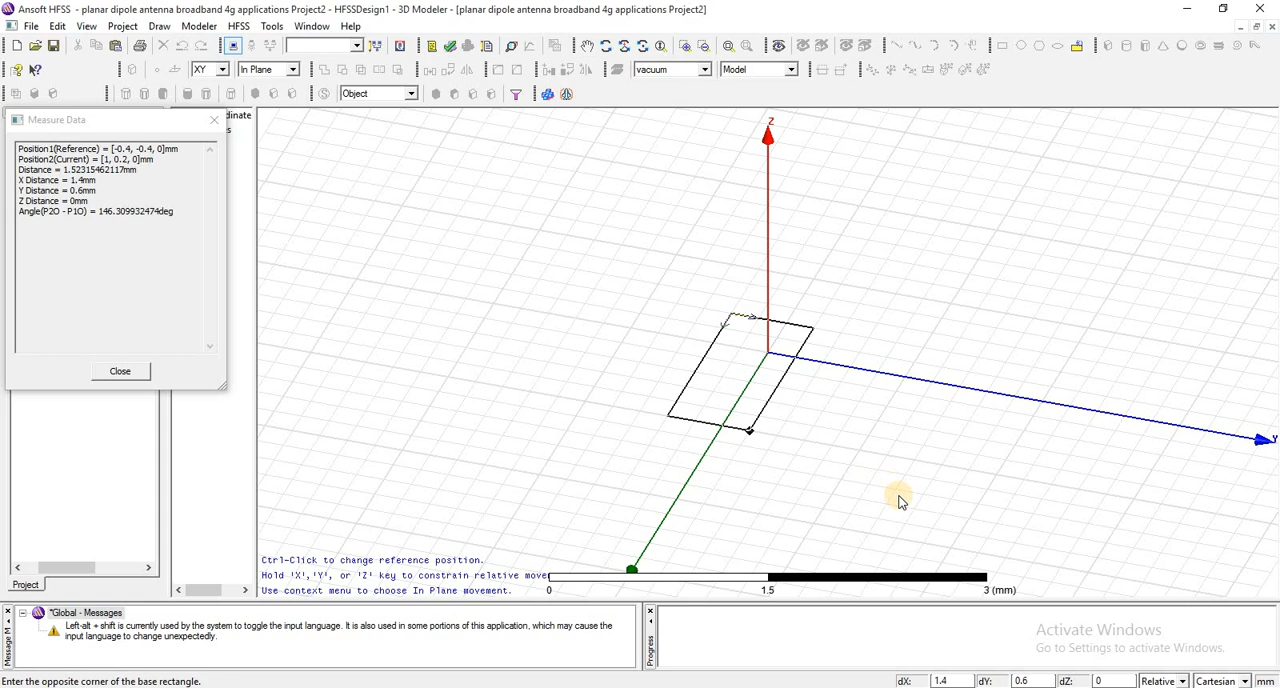 Ansoft HFSS - planar dipole antenna broadband 4g applications Project2 - HFSSDesign1 - 3D Modeler - [planar dipole antenna broadband 4g applications Project2]
File Edit View Project Draw Modeler HFSS Tools Window Help
XY In Plane vacuum Model
Object
Measure Data
dinate
s
Position1(Reference) = [-0.4, -0.4, 0]mm
Position2(Current) = [1, 0.2, 0]mm
Distance = 1.52315462117mm
X Distance = 1.4mm
Y Distance = 0.6mm
Z Distance = 0mm
Angle(P2O - P1O) = 146.309932474deg
Close
Z
Y
Ctrl-Click to change reference position.
Hold 'X','Y', or 'Z' key to constrain relative move
Use context menu to choose In Plane movement.
0 1.5 3 (mm)
Project
Message M
*Global - Messages
Left-alt + shift is currently used by the system to toggle the input language. It is also used in some portions of this application, which may cause the
input language to change unexpectedly.
Progress
Activate Windows
Go to Settings to activate Windows.
Enter the opposite corner of the base rectangle.
dX: 1.4 dY: 0.6 dZ: 0 Relative Cartesian mm